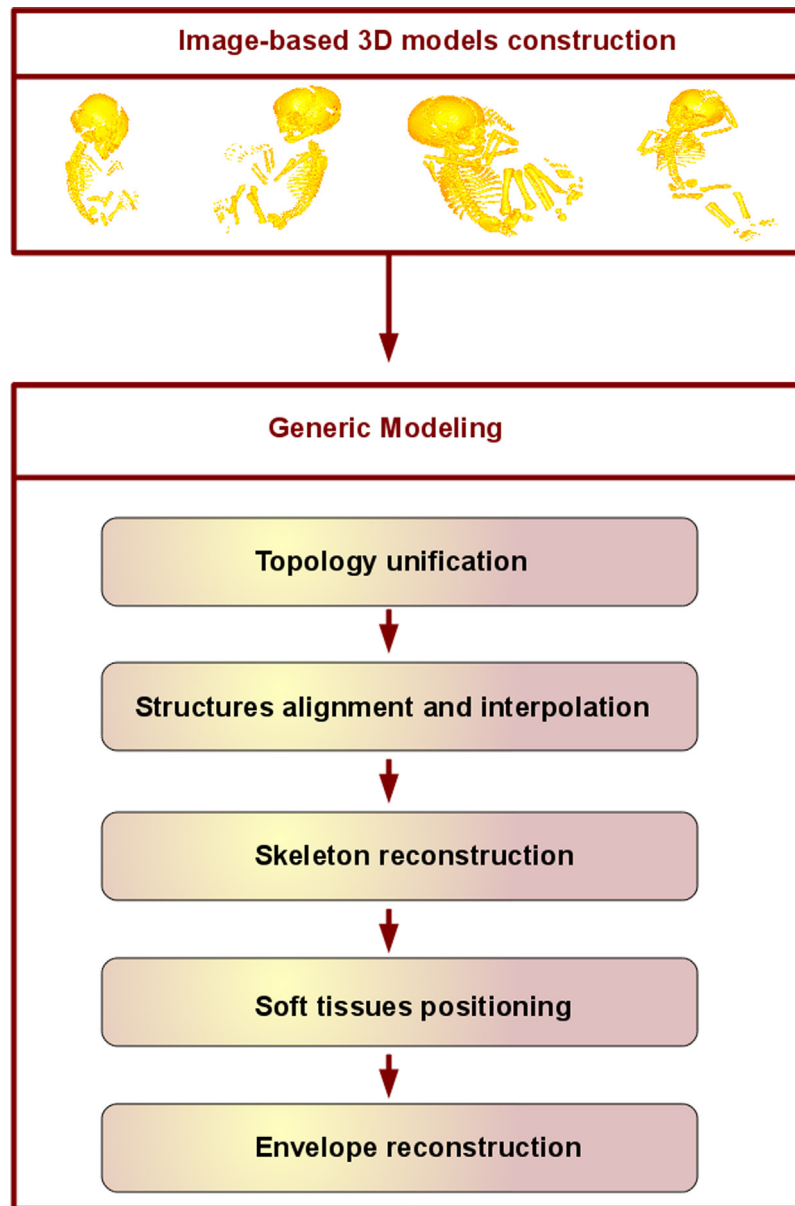 Image-based 3D models construction
Generic Modeling
Topology unification
Structures alignment and interpolation
Skeleton reconstruction
Soft tissues positioning
Envelope reconstruction